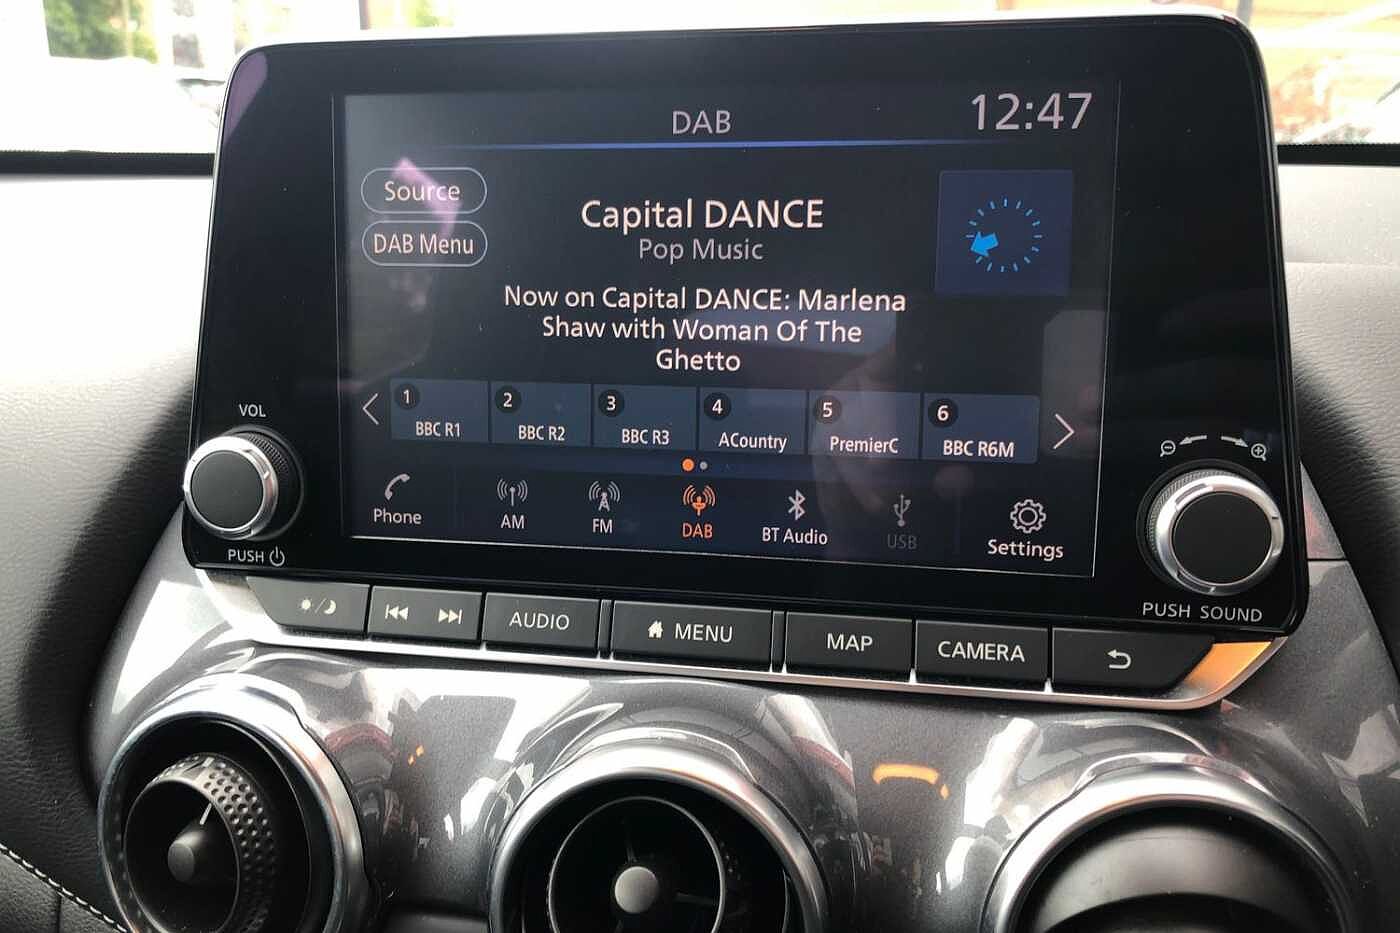 DAB
12:47
Source
DAB Menu
Capital DANCE
Pop Music
Now on Capital DANCE: Marlena
Shaw with Woman Of The
Ghetto
1 BBC R1
2 BBC R2
3 BBC R3
4 ACountry
5 PremierC
6 BBC R6M
Phone
AM
FM
DAB
BT Audio
USB
Settings
VOL
PUSH
PUSH SOUND
AUDIO
MENU
MAP
CAMERA